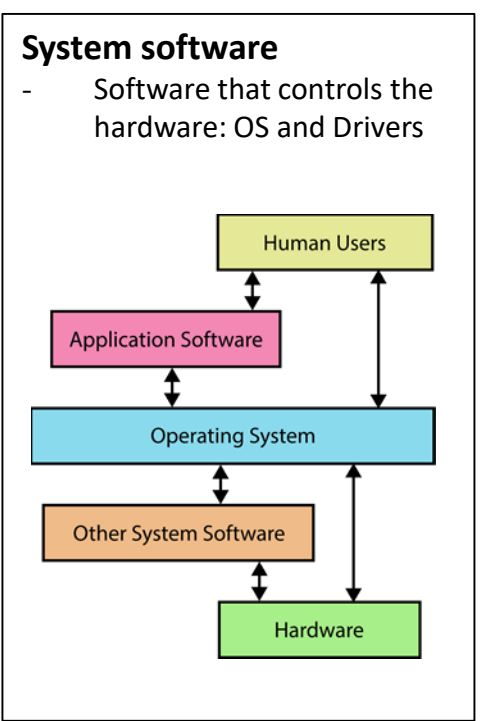 System software
- Software that controls the
hardware: OS and Drivers
Human Users
Application Software
Operating System
Other System Software
Hardware